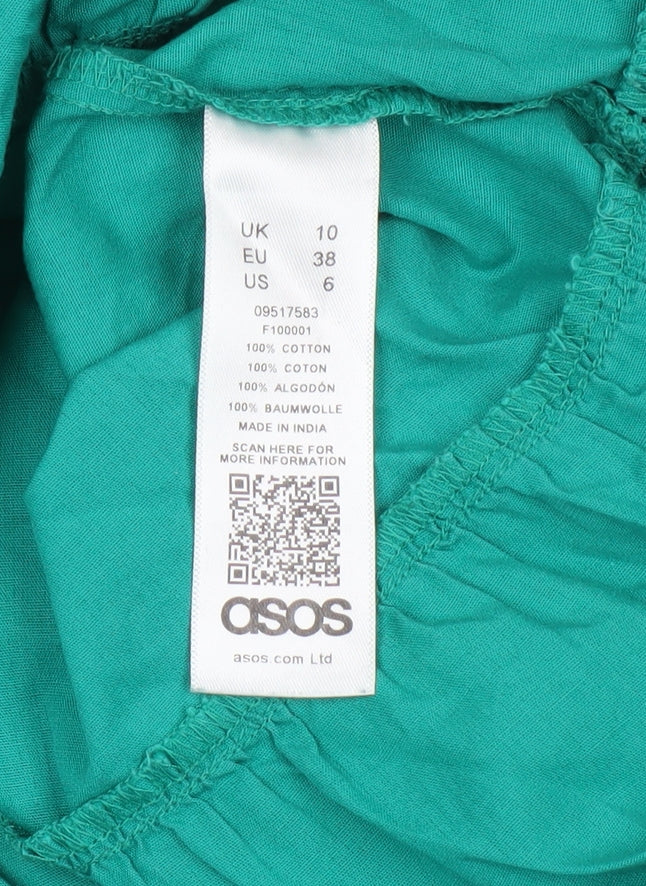 UK 10
EU 38
US 6
09517583
F100001
100% COTTON
100% COTON
100% ALGODÓN
100% BAUMWOLLE
MADE IN INDIA
SCAN HERE FOR
MORE INFORMATION
asos
asos.com Ltd